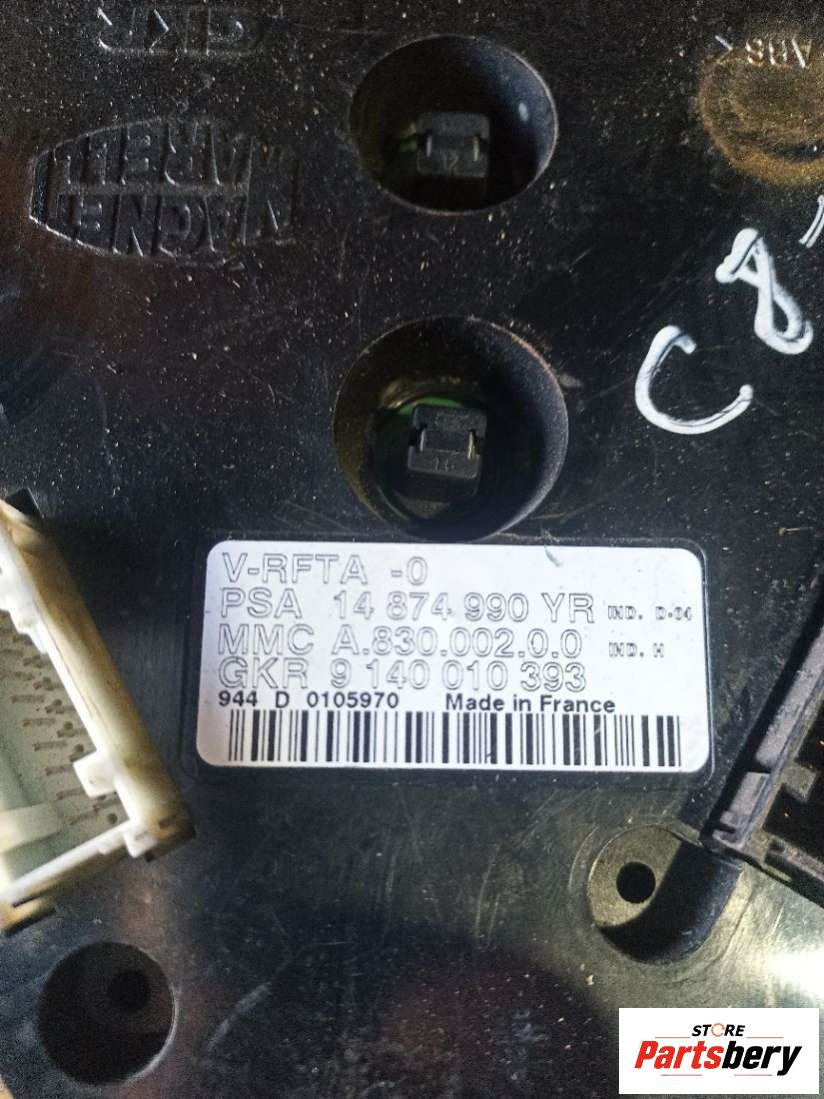 GKR
ABS<
MAGNETI
MARELLI
C8
V-RFTA -0
PSA 14 874 990 YR IND. D-04
MMC A.830.002.0.0 IND. H
GKR 9 140 010 393
944 D 0105970 Made in France
STORE
Partsbery